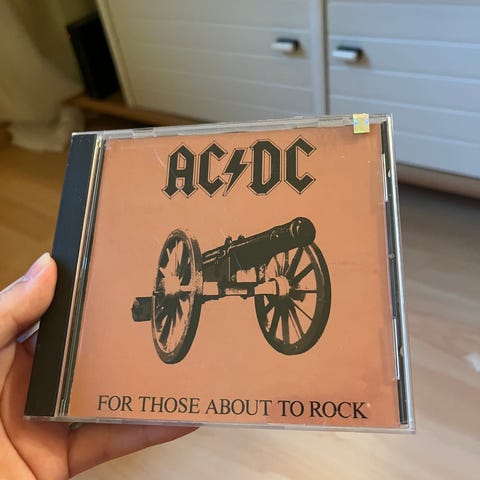 AC⚡DC
FOR THOSE ABOUT TO ROCK